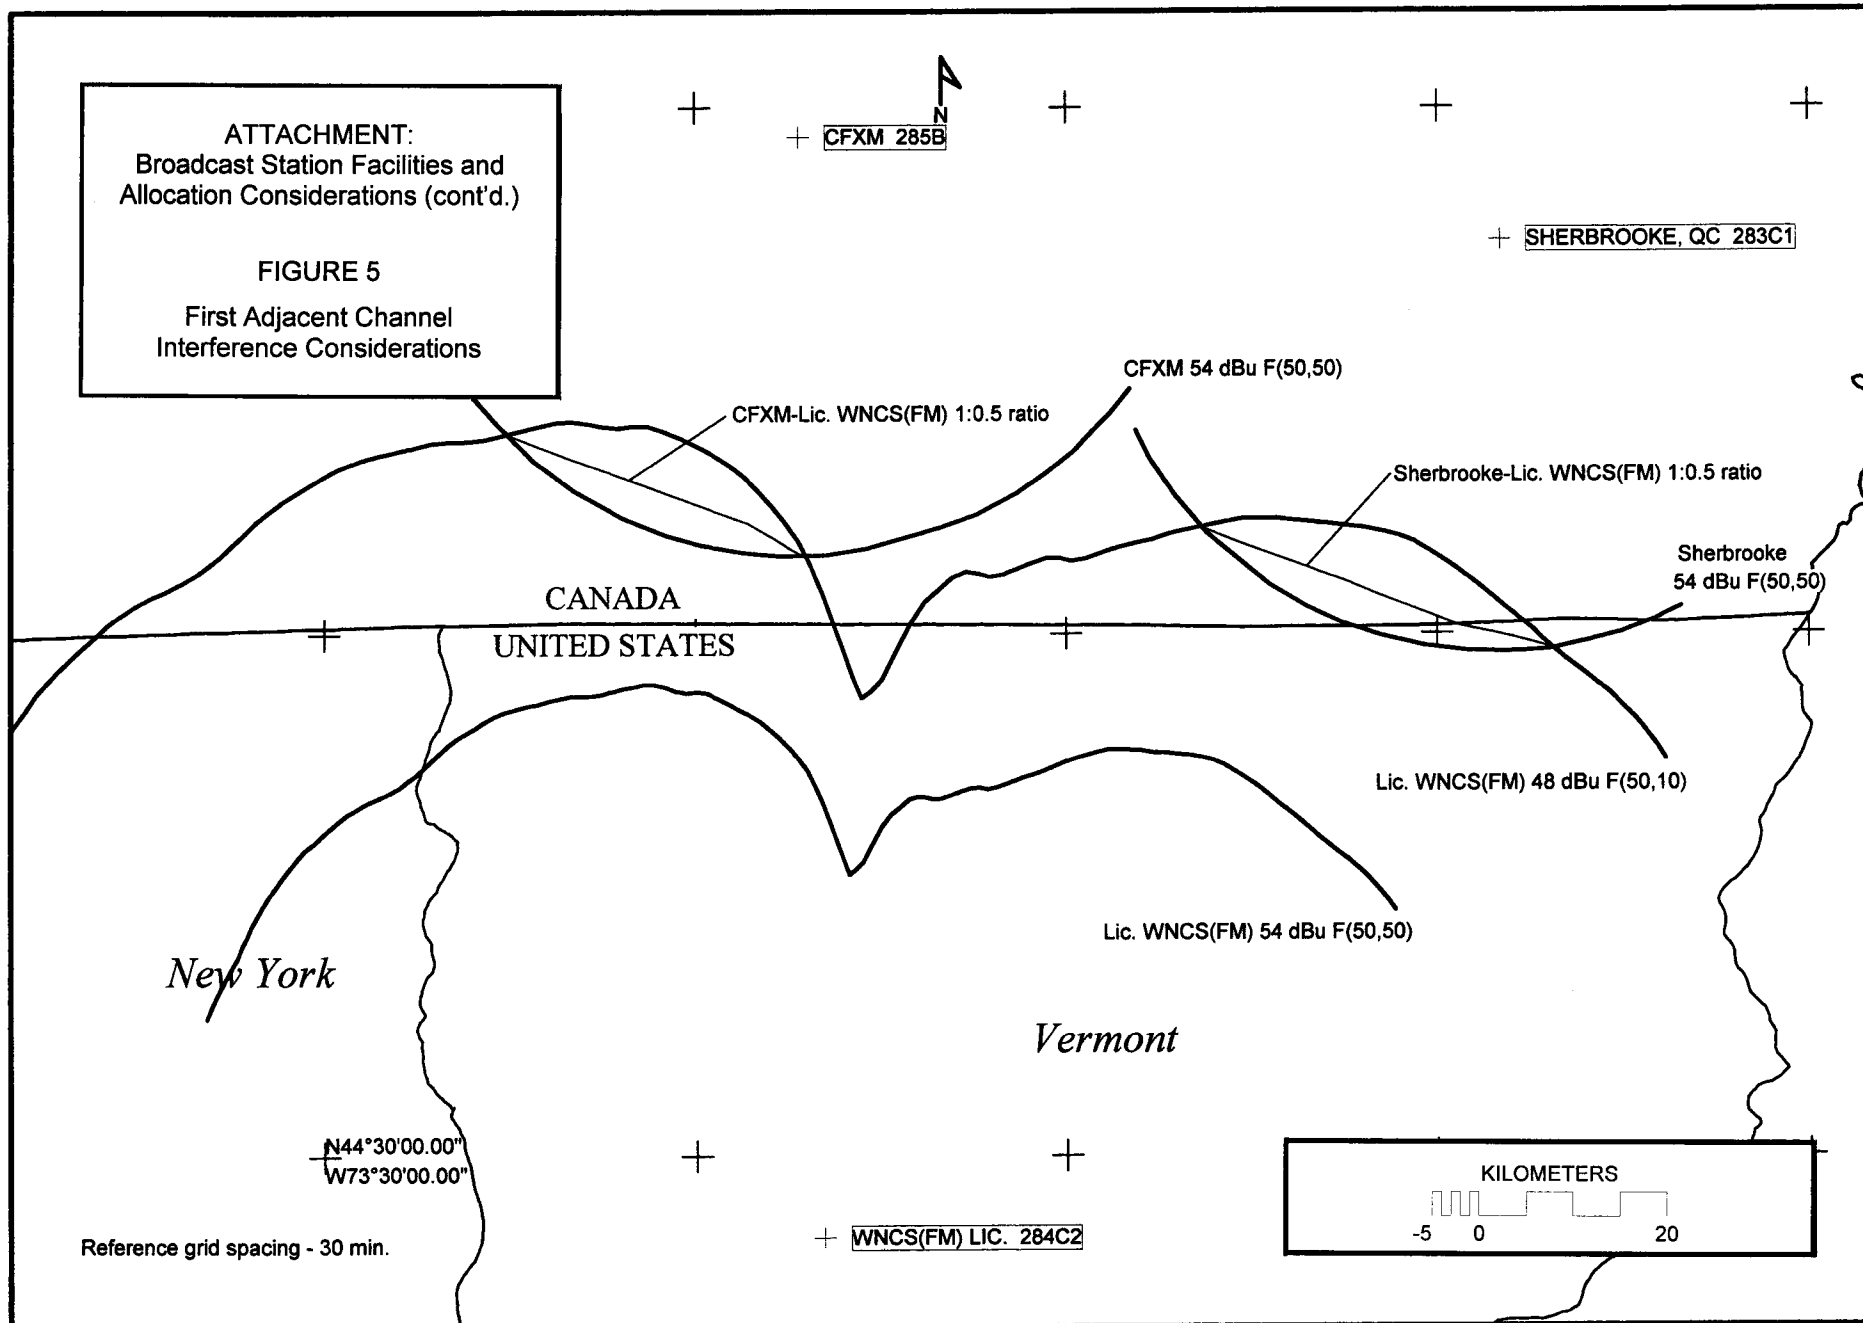 ATTACHMENT:
Broadcast Station Facilities and
Allocation Considerations (cont'd.)
FIGURE 5
First Adjacent Channel
Interference Considerations
N
CFXM 285B
SHERBROOKE, QC 283C1
CFXM 54 dBu F(50,50)
CFXM-Lic. WNCS(FM) 1:0.5 ratio
Sherbrooke-Lic. WNCS(FM) 1:0.5 ratio
Sherbrooke
54 dBu F(50,50)
CANADA
UNITED STATES
Lic. WNCS(FM) 48 dBu F(50,10)
Lic. WNCS(FM) 54 dBu F(50,50)
New York
Vermont
N44°30'00.00"
W73°30'00.00"
Reference grid spacing - 30 min.
WNCS(FM) LIC. 284C2
KILOMETERS
-5 0 20